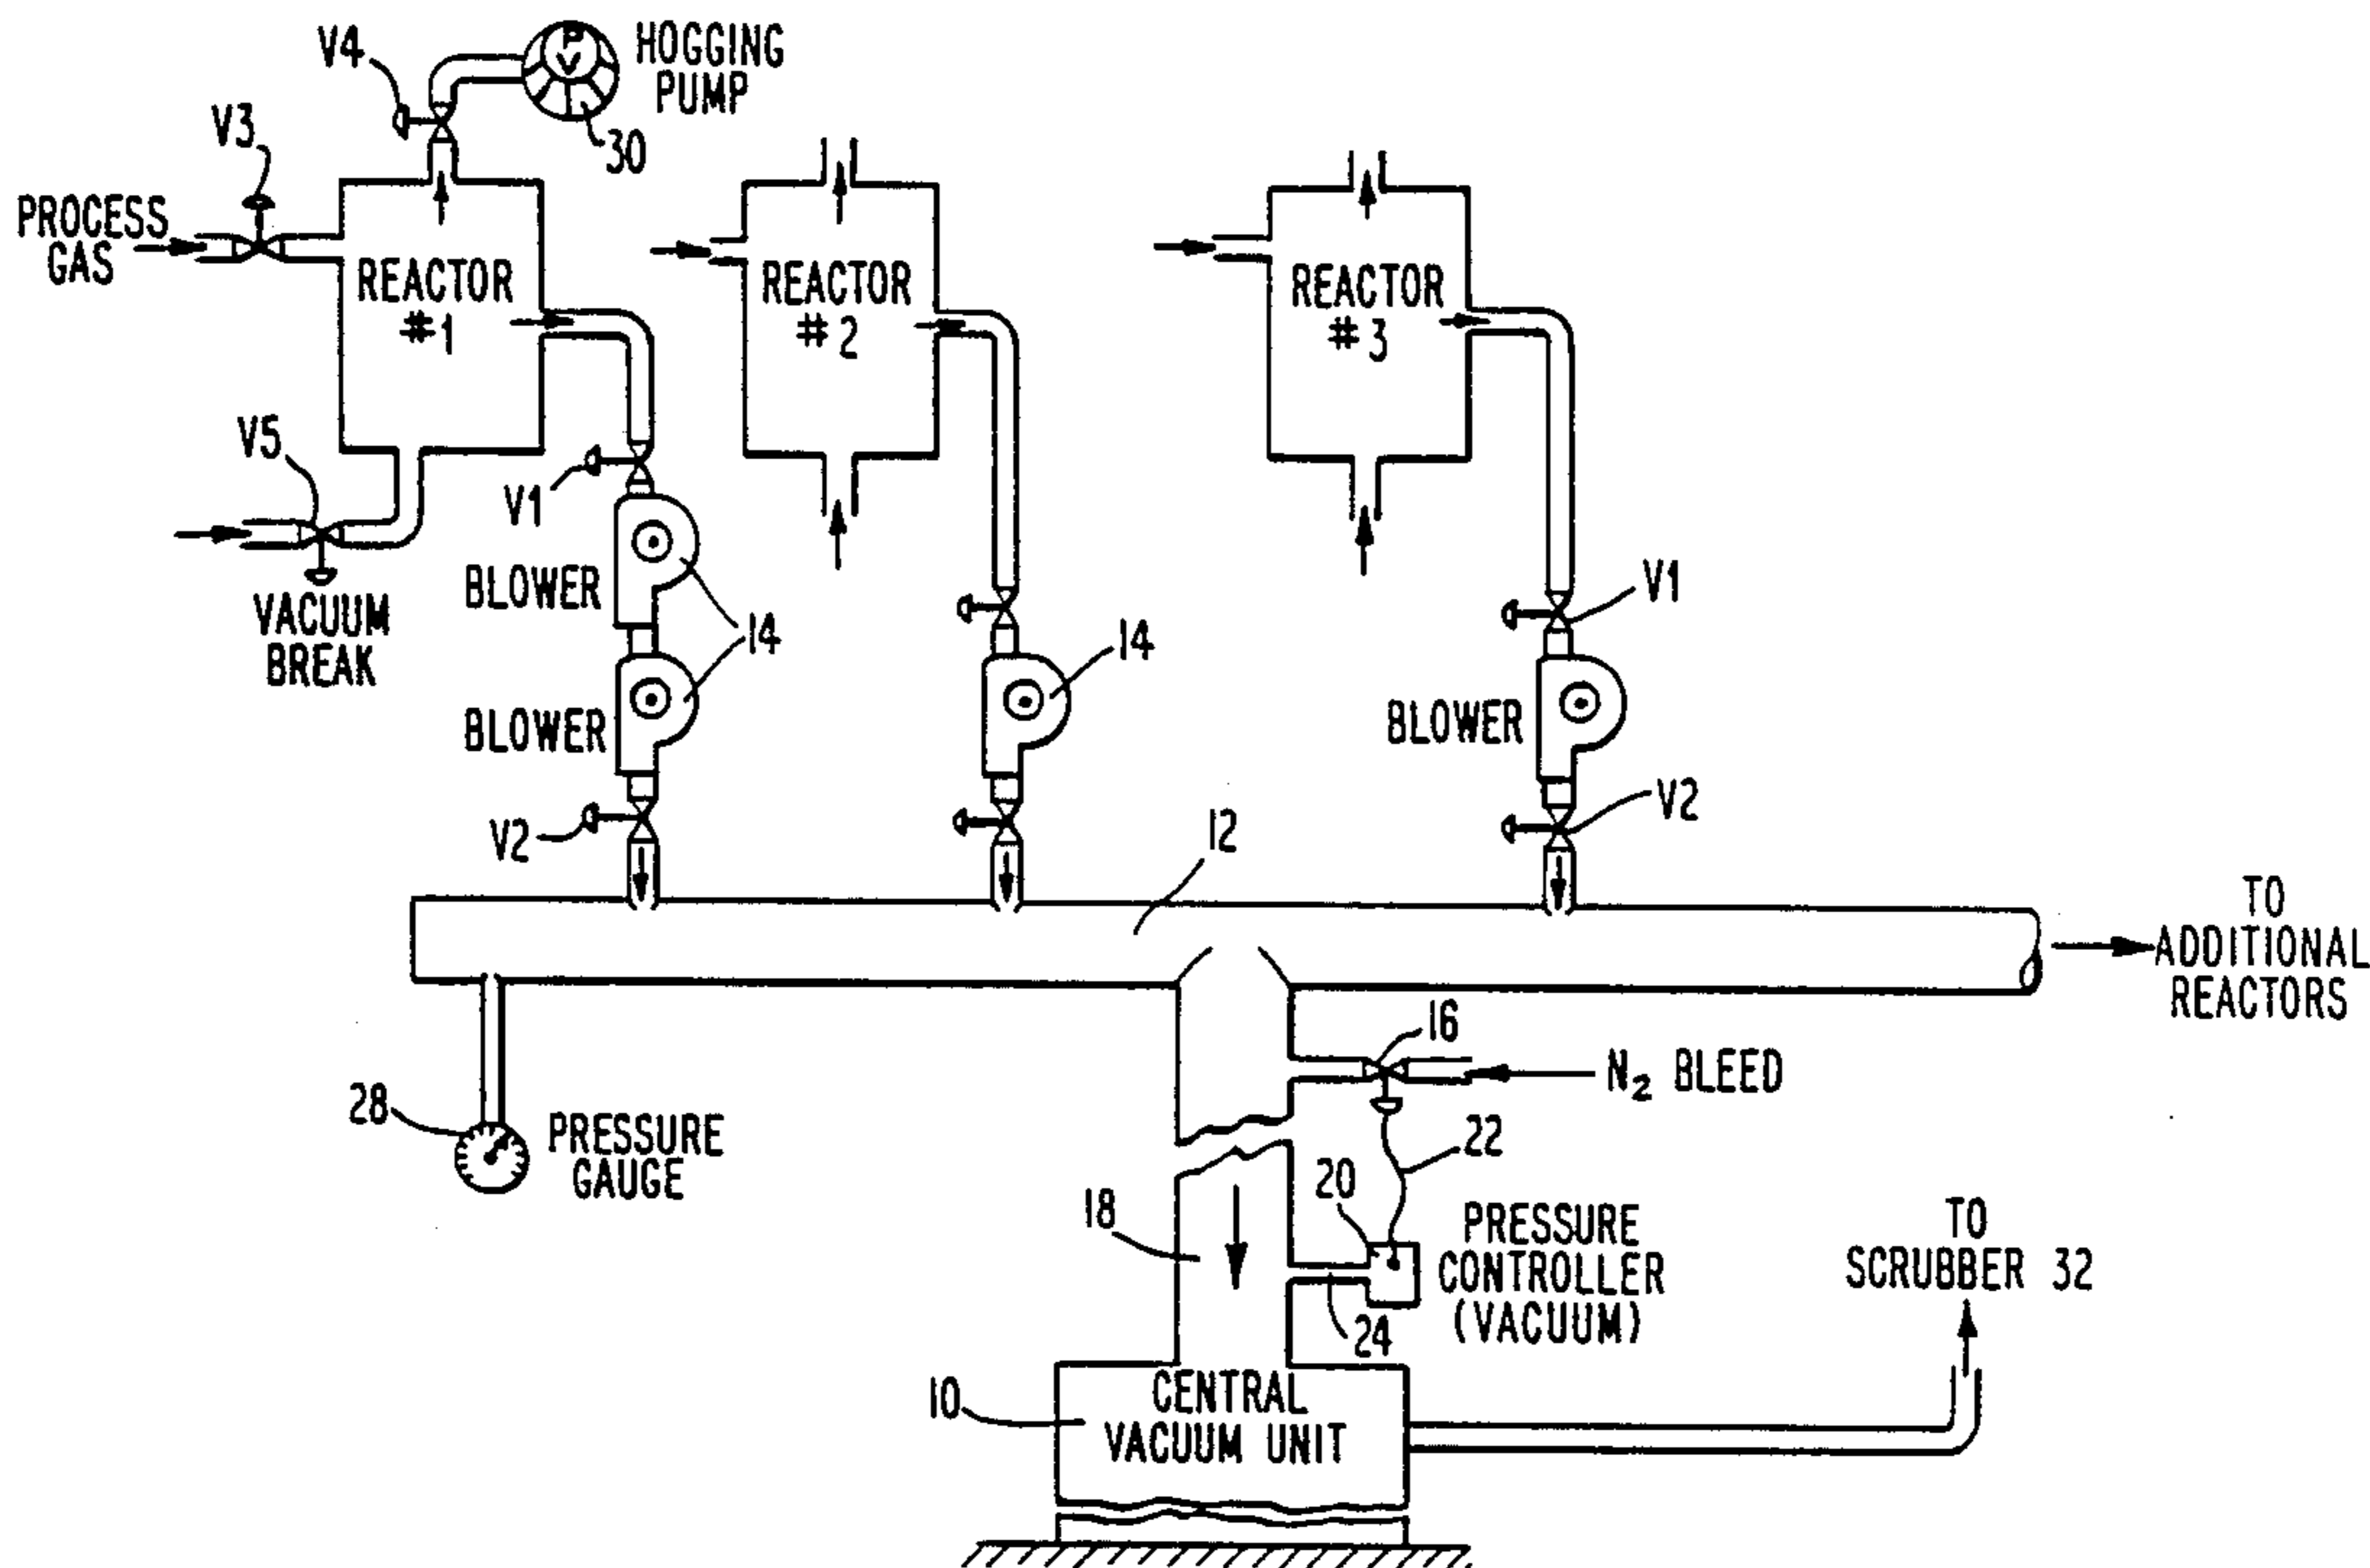 V4
HOGGING
PUMP
P
V
30
V3
PROCESS
GAS
REACTOR
#1
REACTOR
#2
REACTOR
#3
V5
V1
BLOWER
14
VACUUM
BREAK
BLOWER
14
V1
BLOWER
V2
V2
12
TO
ADDITIONAL
REACTORS
16
N₂ BLEED
28
PRESSURE
GAUGE
22
20
18
PRESSURE
CONTROLLER
(VACUUM)
24
TO
SCRUBBER 32
10
CENTRAL
VACUUM UNIT